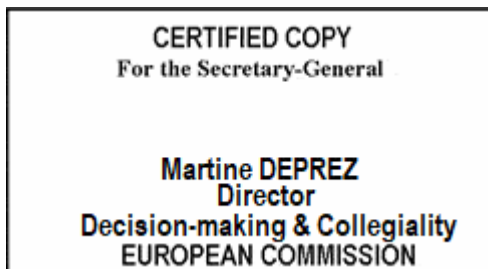 CERTIFIED COPY
For the Secretary-General
Martine DEPREZ
Director
Decision-making & Collegiality
EUROPEAN COMMISSION